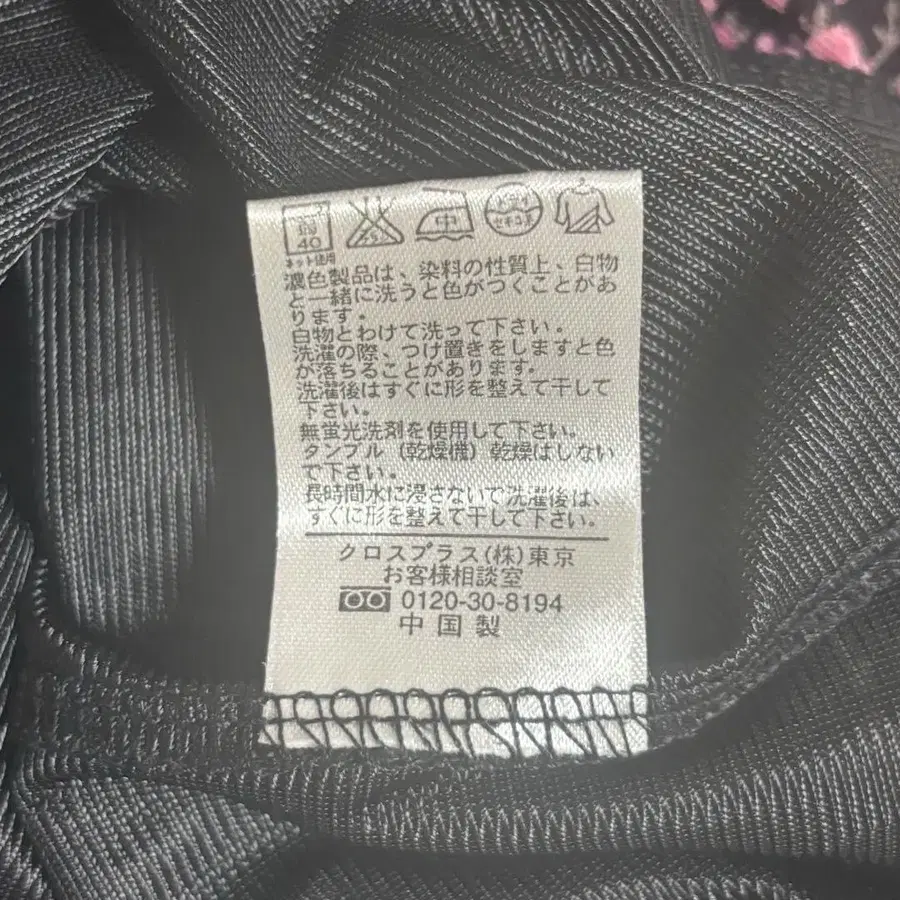 弱
40
中
ドライ
セキユ系
ネット使用
濃色製品は、染料の性質上、白物
と一緒に洗うと色がつくことがあ
ります。
白物とわけて洗って下さい。
洗濯の際、つけ置きをしますと色
が落ちることがあります。
洗濯後はすぐに形を整えて干して
下さい。
無蛍光洗剤を使用して下さい。
タンブル（乾燥機）乾燥はしない
で下さい。
長時間水に浸さないで洗濯後は、
すぐに形を整えて干して下さい。
クロスプラス(株)東京
お客様相談室
0120-30-8194
中国製